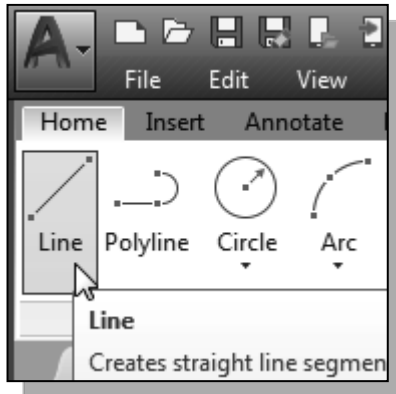 A
File Edit View
Home Insert Annotate
Line Polyline Circle Arc
Line
Creates straight line segmen